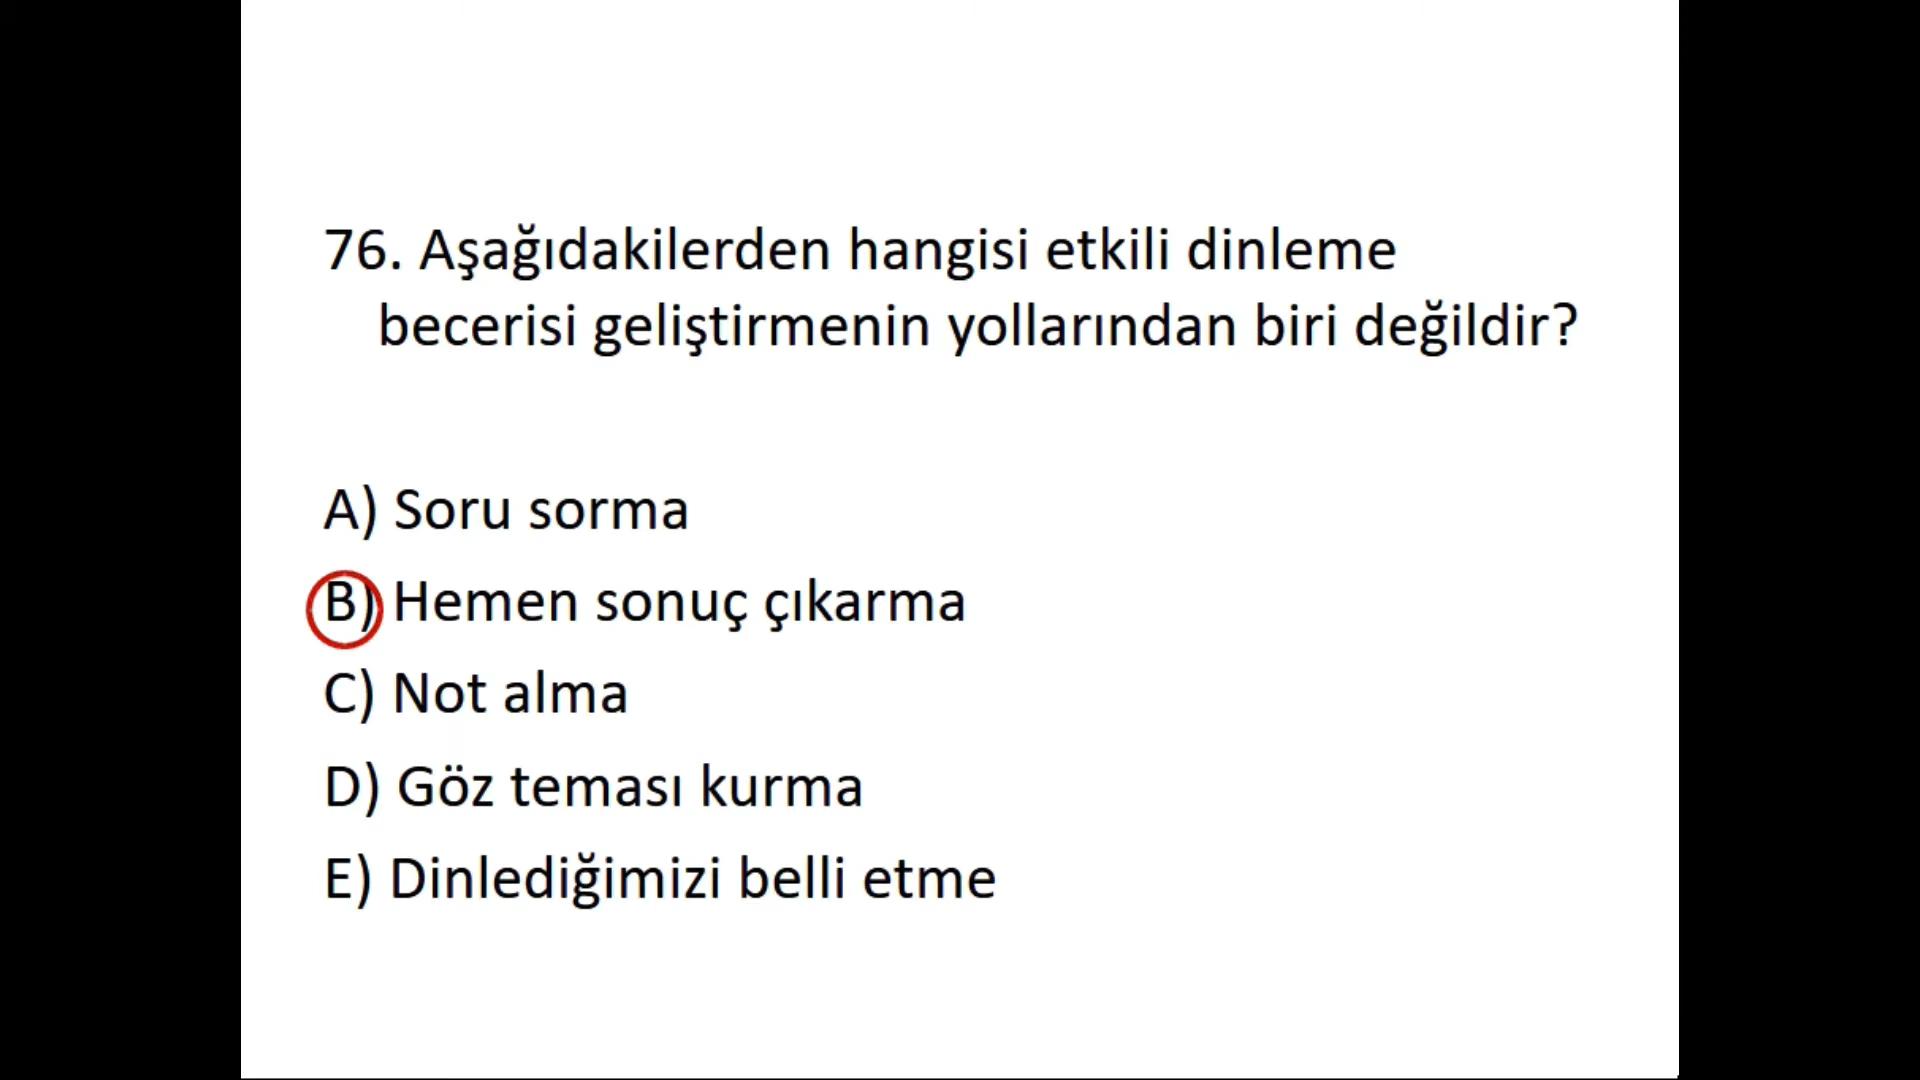 76. Aşağıdakilerden hangisi etkili dinleme
becerisi geliştirmenin yollarından biri değildir?
A) Soru sorma
B) Hemen sonuç çıkarma
C) Not alma
D) Göz teması kurma
E) Dinlediğimizi belli etme